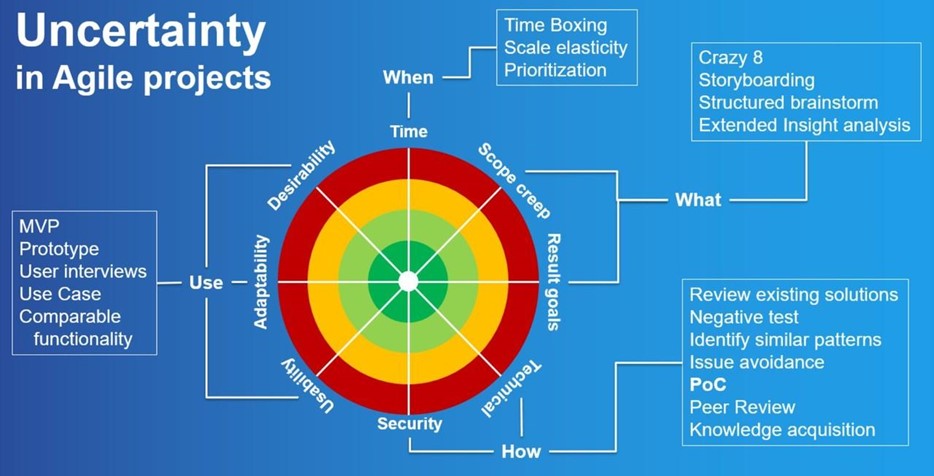 Uncertainty
in Agile projects
When
Time Boxing
Scale elasticity
Prioritization
Crazy 8
Storyboarding
Structured brainstorm
Extended Insight analysis
Time
Desirability
Scope creep
What
MVP
Prototype
User interviews
Use Case
Comparable
functionality
Use
Adaptability
Result goals
Review existing solutions
Negative test
Identify similar patterns
Issue avoidance
PoC
Peer Review
Knowledge acquisition
Usability
Technical
Security
How